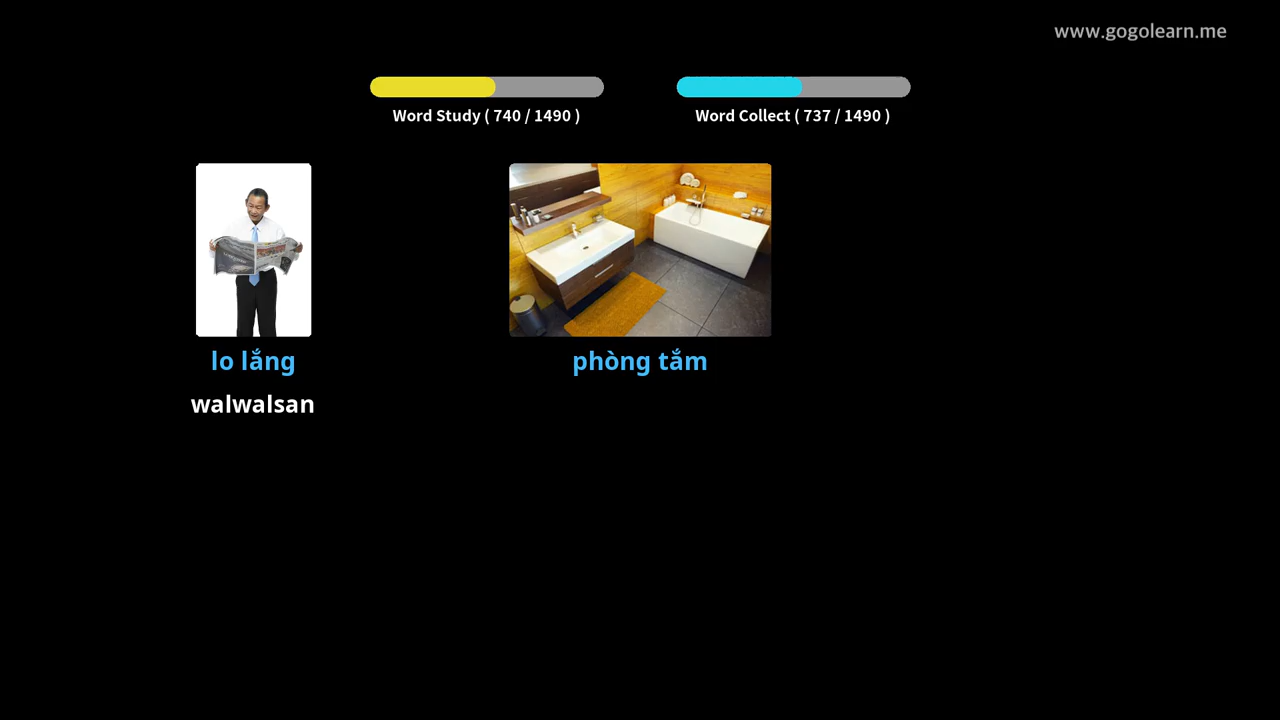 www.gogolearn.me
Word Study ( 740 / 1490 )
Word Collect ( 737 / 1490 )
lo lắng
phòng tắm
walwalsan